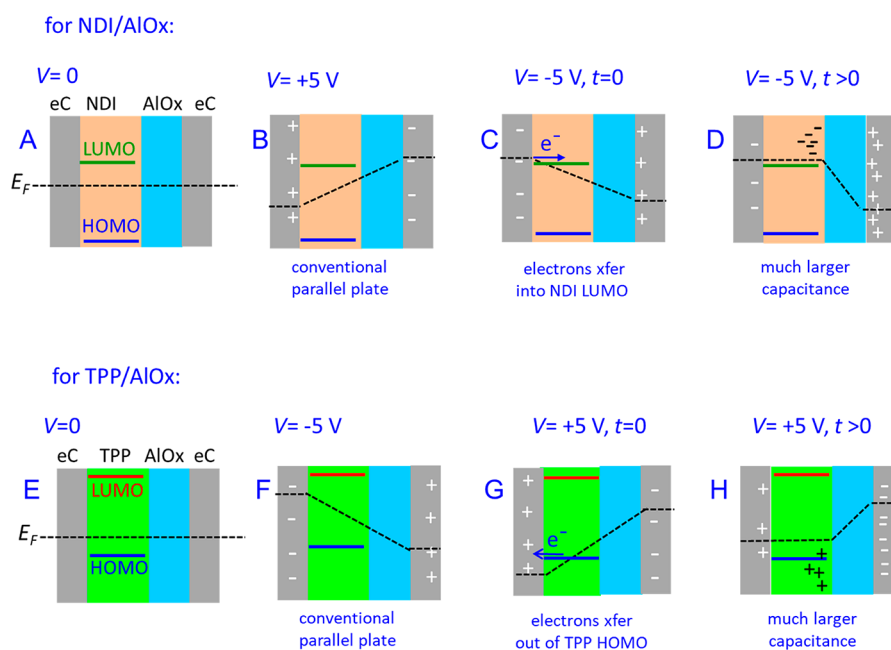 for NDI/AlOx:
V= 0
V= +5 V
V= -5 V, t=0
V= -5 V, t >0
eC NDI AlOx eC
A
B
C
D
LUMO
E_F
HOMO
e⁻
conventional
parallel plate
electrons xfer
into NDI LUMO
much larger
capacitance
for TPP/AlOx:
V=0
V= -5 V
V= +5 V, t=0
V= +5 V, t >0
eC TPP AlOx eC
E
F
G
H
LUMO
E_F
HOMO
e⁻
conventional
parallel plate
electrons xfer
out of TPP HOMO
much larger
capacitance